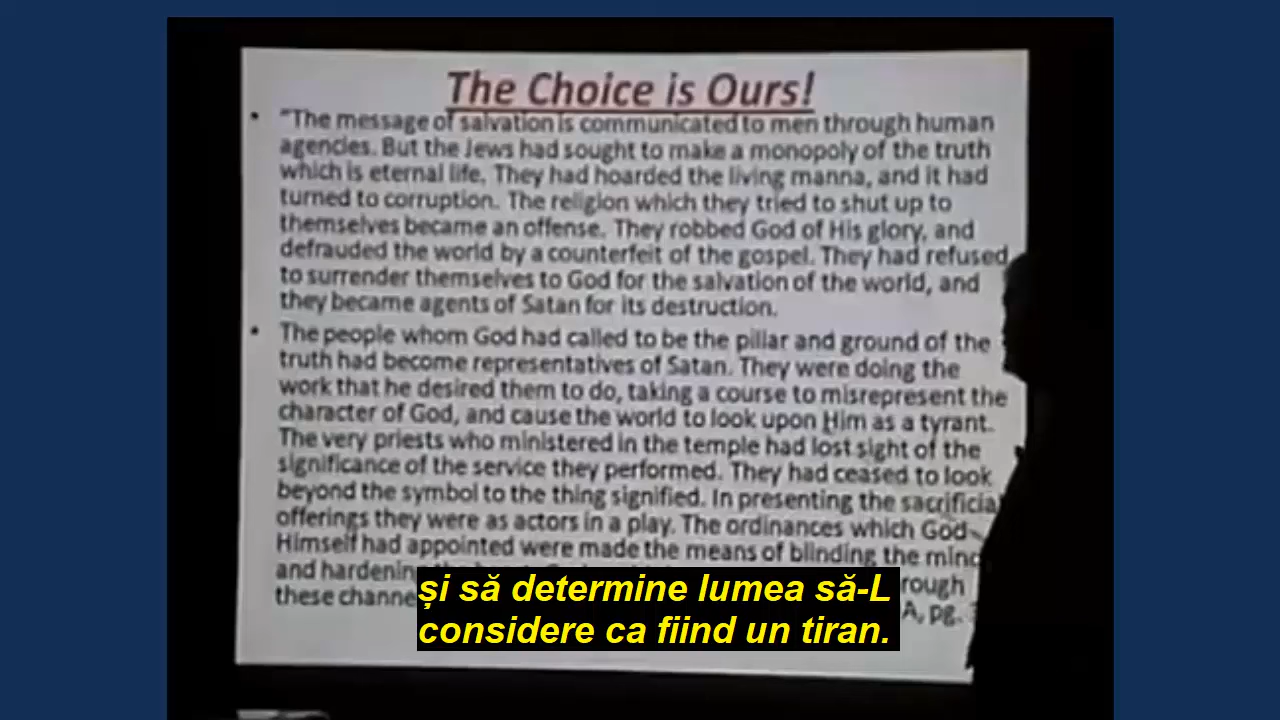 The Choice is Ours!
• "The message of salvation is communicated to men through human
agencies. But the Jews had sought to make a monopoly of the truth
which is eternal life. They had hoarded the living manna, and it had
turned to corruption. The religion which they tried to shut up to
themselves became an offense. They robbed God of His glory, and
defrauded the world by a counterfeit of the gospel. They had refused
to surrender themselves to God for the salvation of the world, and
they became agents of Satan for its destruction.
• The people whom God had called to be the pillar and ground of the
truth had become representatives of Satan. They were doing the
work that he desired them to do, taking a course to misrepresent the
character of God, and cause the world to look upon Him as a tyrant.
The very priests who ministered in the temple had lost sight of the
significance of the service they performed. They had ceased to look
beyond the symbol to the thing signified. In presenting the sacrificial
offerings they were as actors in a play. The ordinances which God
Himself had appointed were made the means of blinding the mind
and hardening
these
A, pg.
și să determine lumea să-L
considere ca fiind un tiran.